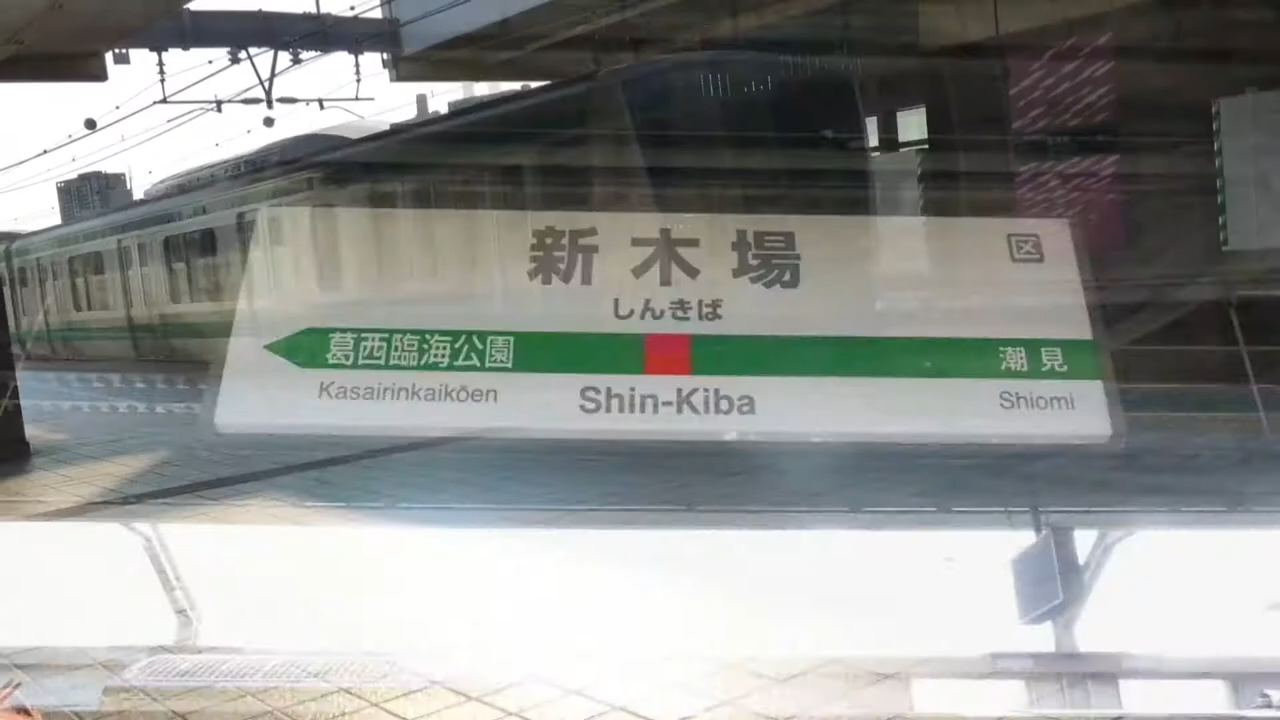 新木場
区
しんきば
葛西臨海公園
潮見
Kasairinkaikōen
Shin-Kiba
Shiomi